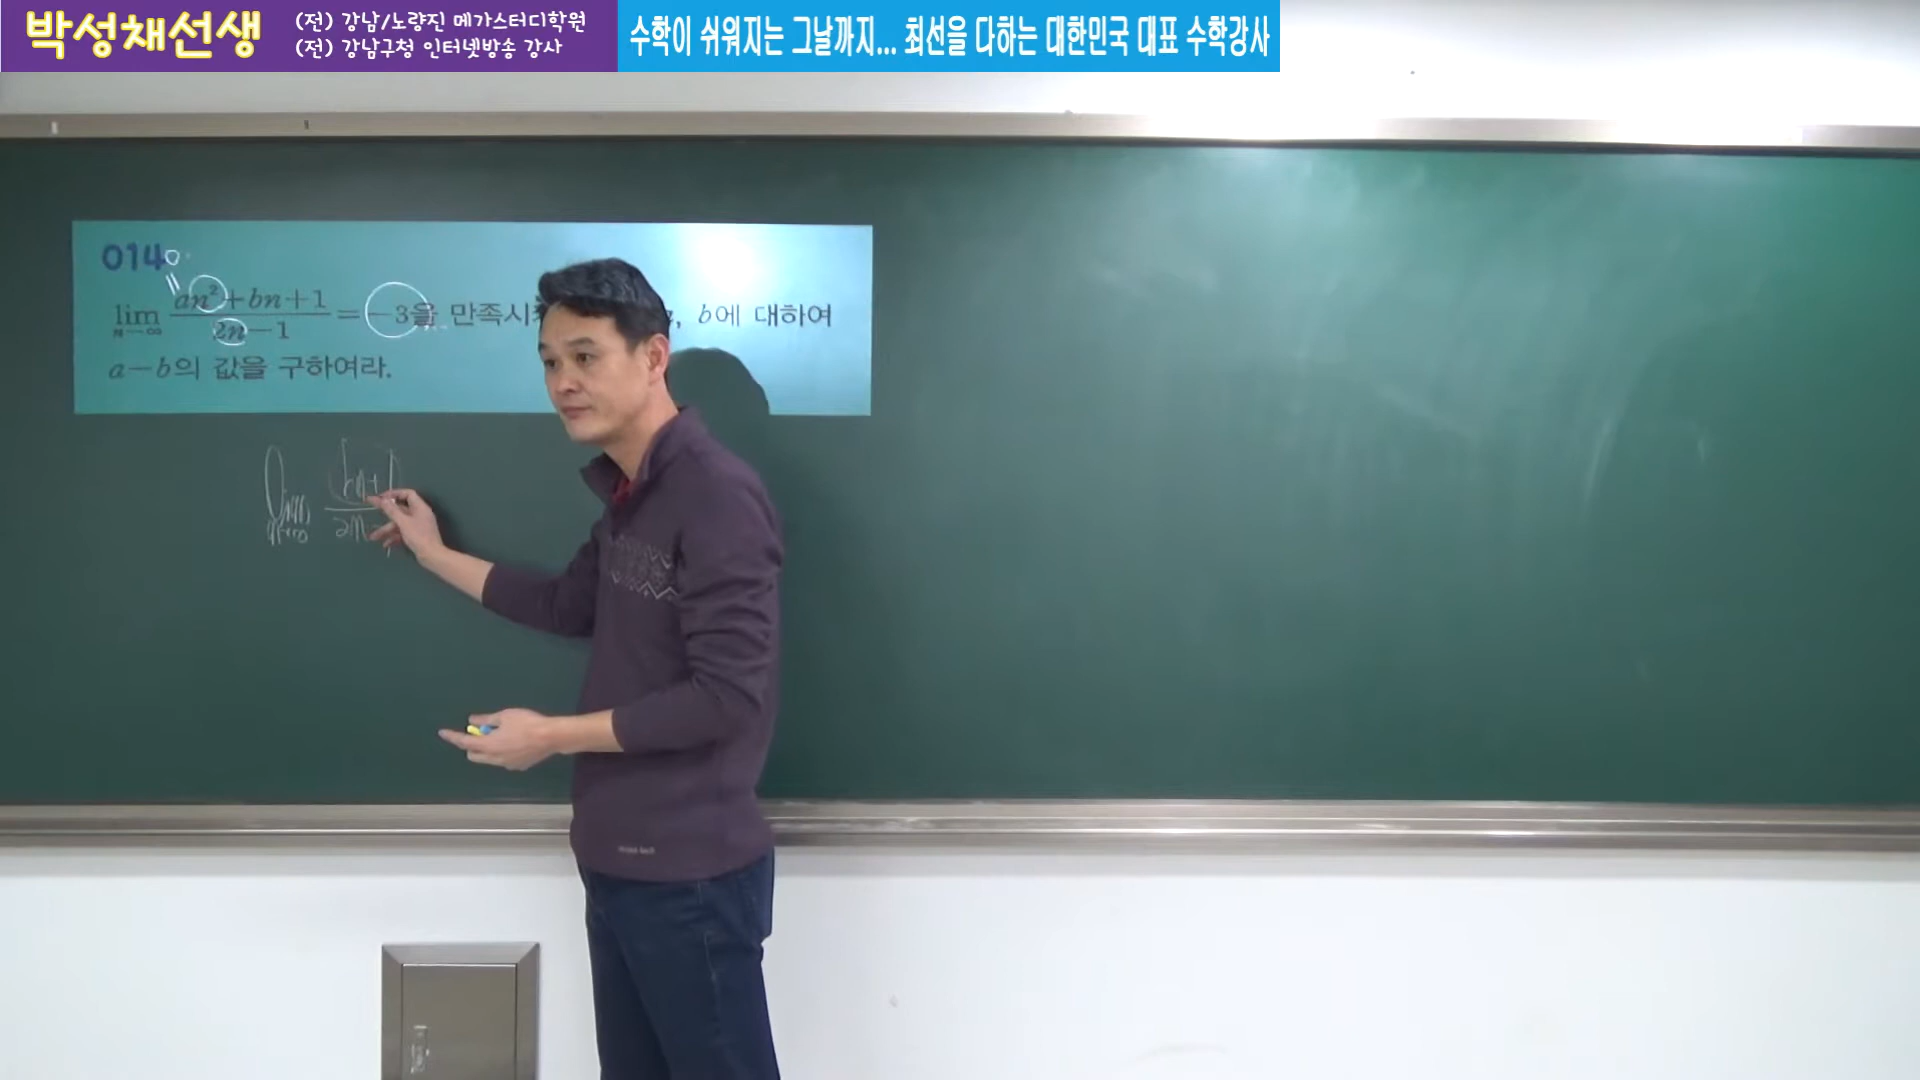 박성채선생
(전) 강남/노량진 메가스터디학원
(전) 강남구청 인터넷방송 강사
수학이 쉬워지는 그날까지... 최선을 다하는 대한민국 대표 수학강사
014
lim n→∞ (an²+bn+1)/(2n−1) = −3을 만족시키 , b에 대하여
a−b의 값을 구하여라.
lim n→∞ (bn+1)/(2n−